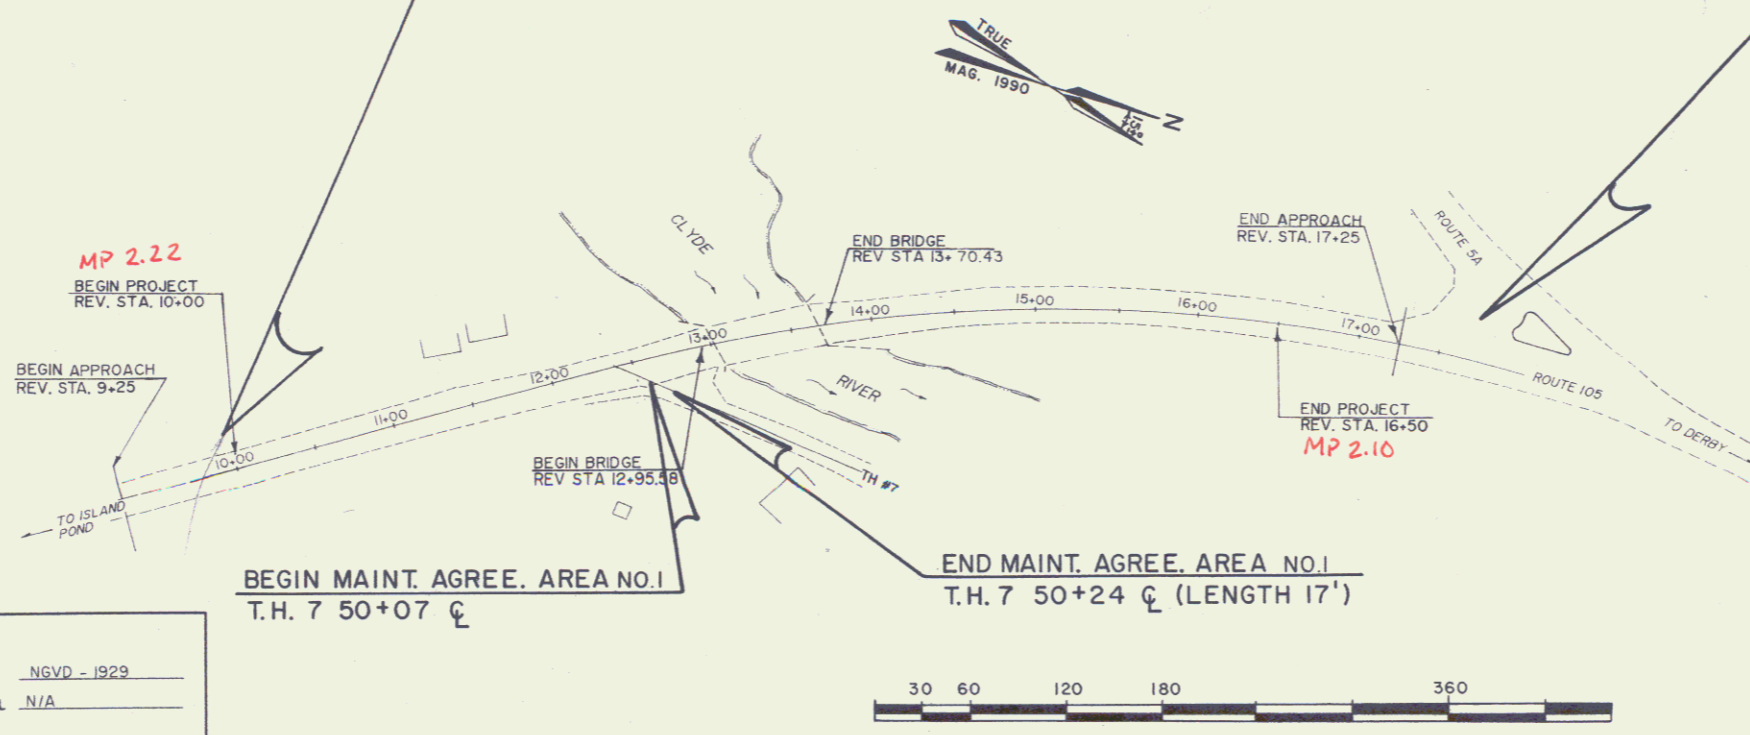 TRUE
MAG. 1990
N
CLYDE
MP 2.22
BEGIN PROJECT
REV. STA. 10+00
BEGIN APPROACH
REV. STA. 9+25
END BRIDGE
REV STA 13+70.43
END APPROACH
REV. STA. 17+25
ROUTE 5A
10+00
11+00
12+00
13+00
14+00
15+00
16+00
17+00
RIVER
ROUTE 105
END PROJECT
REV. STA. 16+50
MP 2.10
TO DERBY
BEGIN BRIDGE
REV STA 12+95.58
TH #7
TO ISLAND
POND
BEGIN MAINT. AGREE. AREA NO.1
T.H. 7 50+07 ℄
END MAINT. AGREE. AREA NO.1
T.H. 7 50+24 ℄ (LENGTH 17')
NGVD - 1929
N/A
30 60 120 180 360